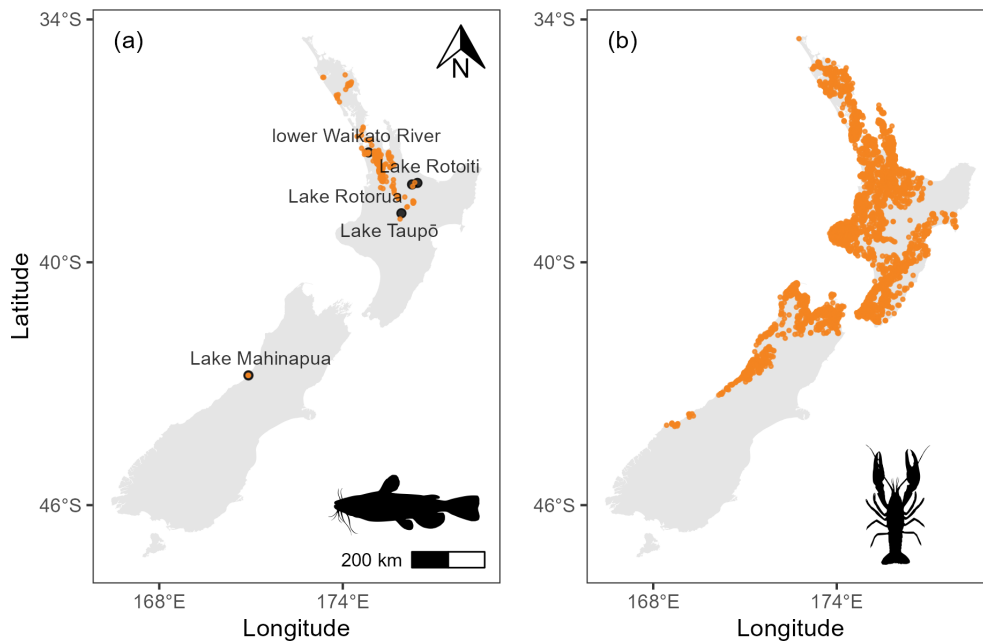 34°S
(a)
N
(b)
lower Waikato River
Lake Rotoiti
Lake Rotorua
Lake Taupō
40°S
40°S
Latitude
Lake Mahinapua
46°S
46°S
200 km
168°E
174°E
168°E
174°E
Longitude
Longitude